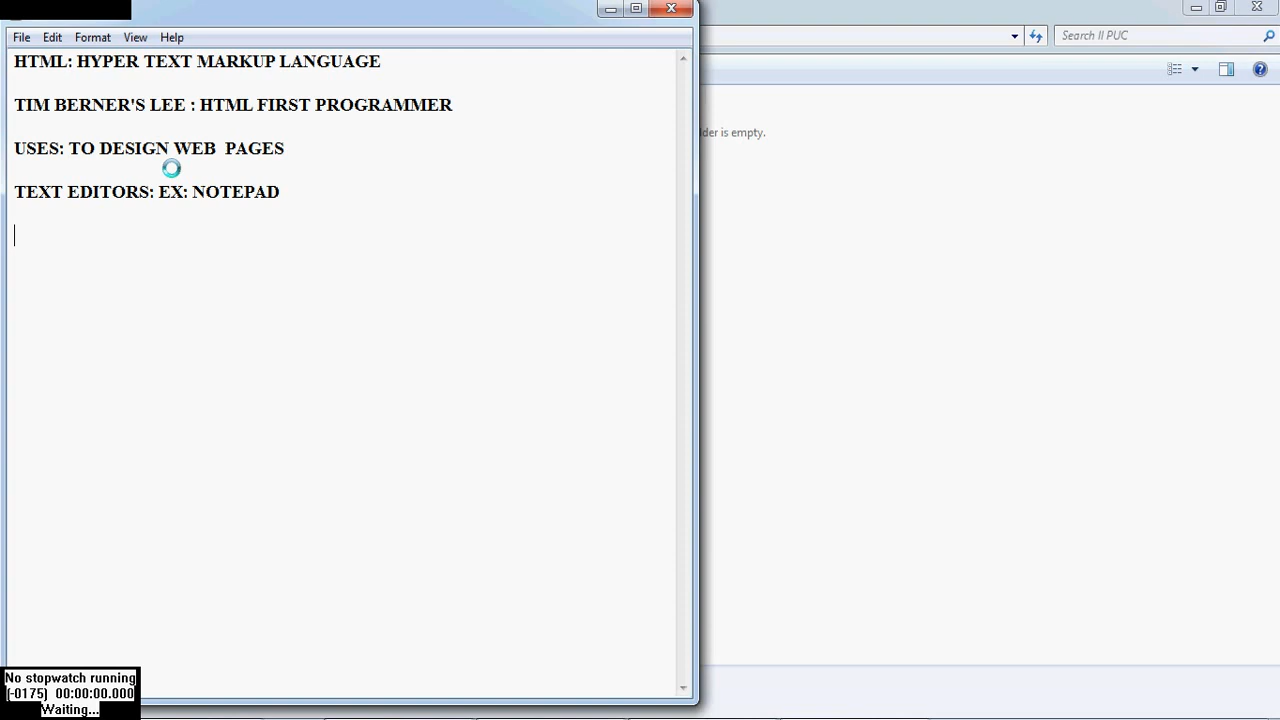 File Edit Format View Help
Search II PUC
HTML: HYPER TEXT MARKUP LANGUAGE
TIM BERNER'S LEE : HTML FIRST PROGRAMMER
der is empty.
USES: TO DESIGN WEB  PAGES
TEXT EDITORS: EX: NOTEPAD
No stopwatch running
(-0175) 00:00:00.000
Waiting...